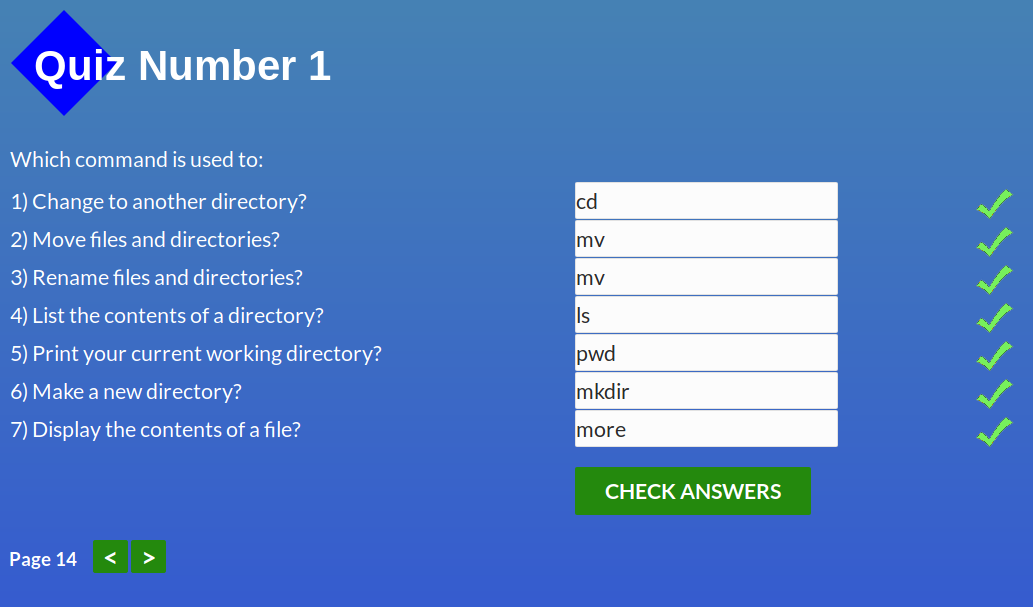 Quiz Number 1
Which command is used to:
1) Change to another directory? cd
2) Move files and directories? mv
3) Rename files and directories? mv
4) List the contents of a directory? ls
5) Print your current working directory? pwd
6) Make a new directory? mkdir
7) Display the contents of a file? more
CHECK ANSWERS
Page 14 < >